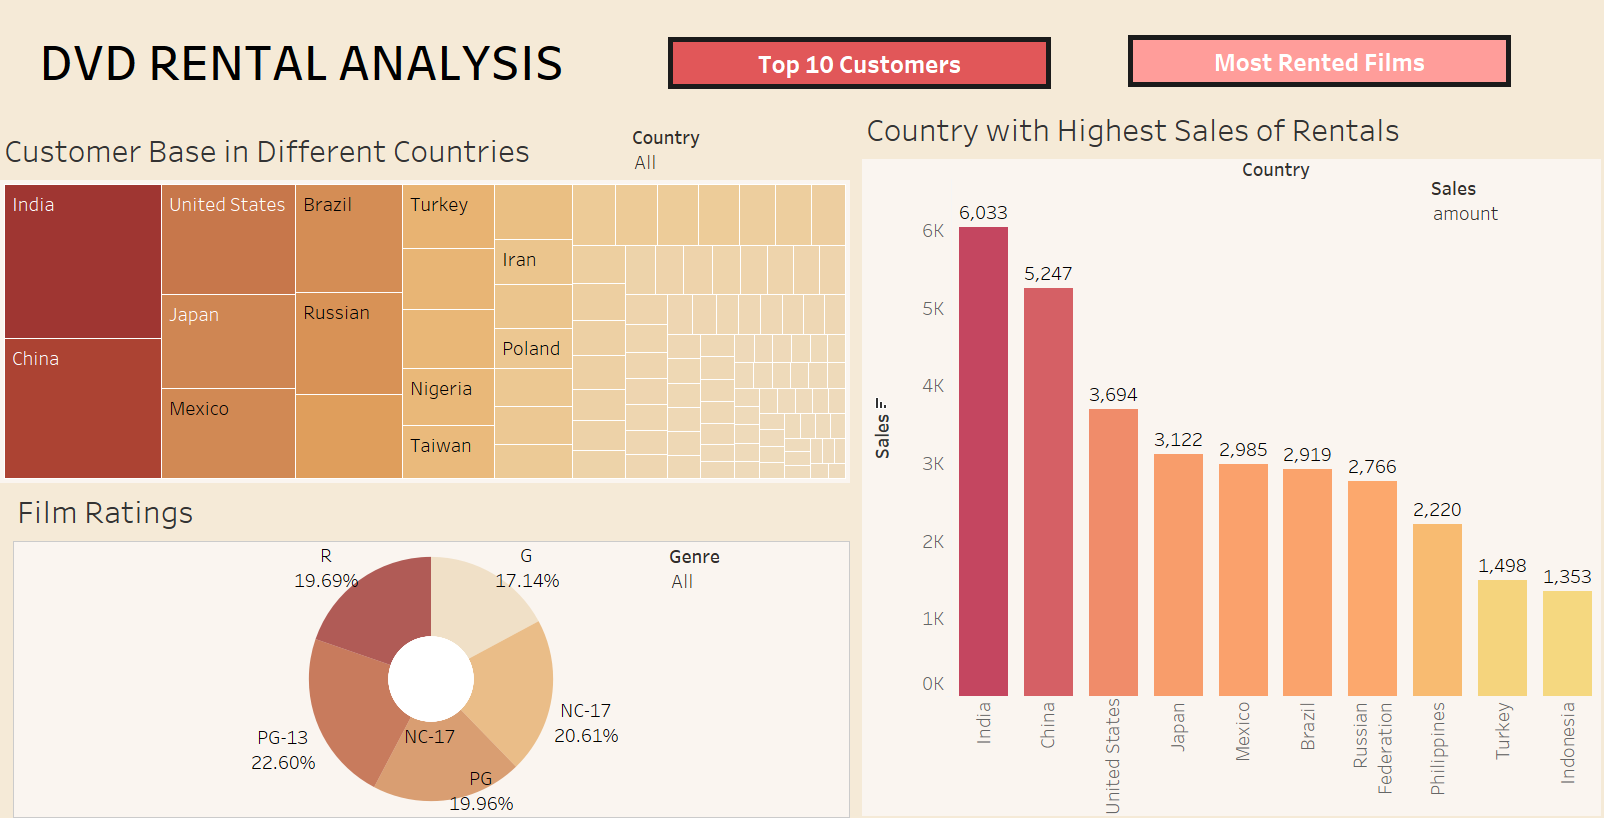 DVD RENTAL ANALYSIS
Top 10 Customers
Most Rented Films
Customer Base in Different Countries
Country
All
India
China
United States
Japan
Mexico
Brazil
Russian
Turkey
Nigeria
Taiwan
Iran
Poland
Film Ratings
Genre
All
R
19.69%
G
17.14%
NC-17
20.61%
NC-17
PG
19.96%
PG-13
22.60%
Country with Highest Sales of Rentals
Country
Sales
amount
Sales
6K
5K
4K
3K
2K
1K
0K
6,033
5,247
3,694
3,122
2,985
2,919
2,766
2,220
1,498
1,353
India
China
United States
Japan
Mexico
Brazil
Russian
Federation
Philippines
Turkey
Indonesia